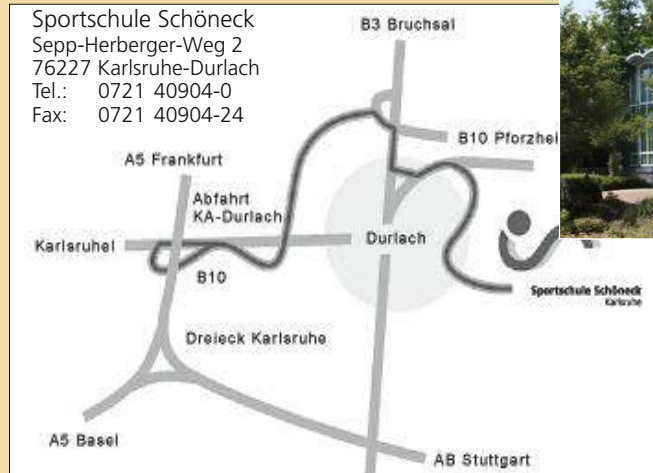 Sportschule Schöneck
Sepp-Herberger-Weg 2
76227 Karlsruhe-Durlach
Tel.: 0721 40904-0
Fax: 0721 40904-24
B3 Bruchsal
B10 Pforzhei
A5 Frankfurt
Abfahrt
KA-Durlach
Karlsruhel
Durlach
B10
Sportschule Schöneck
Karlsruhe
Dreieck Karlsruhe
A5 Basel
AB Stuttgart